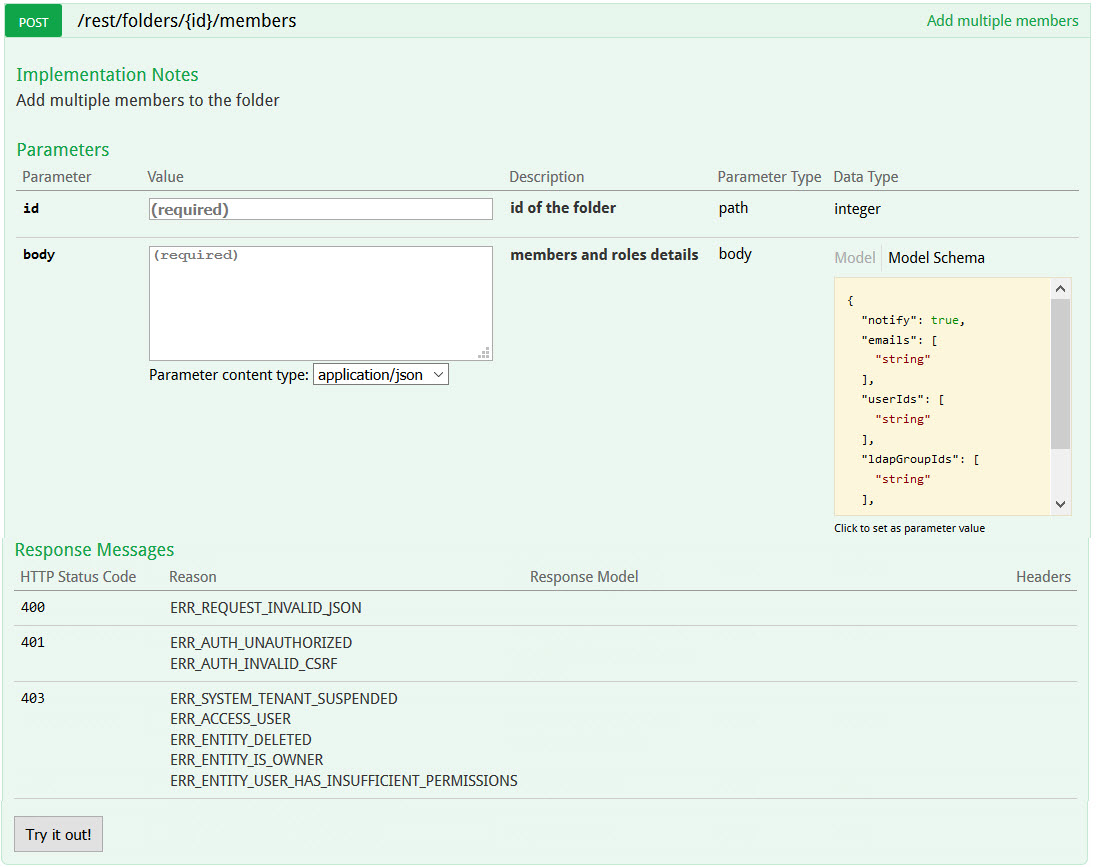 POST /rest/folders/{id}/members Add multiple members
Implementation Notes
Add multiple members to the folder
Parameters
Parameter Value Description Parameter Type Data Type
id (required) id of the folder path integer
body (required) members and roles details body Model Model Schema
{
"notify": true,
"emails": [
"string"
],
"userIds": [
"string"
],
"ldapGroupIds": [
"string"
],
Parameter content type: application/json
Click to set as parameter value
Response Messages
HTTP Status Code Reason Response Model Headers
400 ERR_REQUEST_INVALID_JSON
401 ERR_AUTH_UNAUTHORIZED
ERR_AUTH_INVALID_CSRF
403 ERR_SYSTEM_TENANT_SUSPENDED
ERR_ACCESS_USER
ERR_ENTITY_DELETED
ERR_ENTITY_IS_OWNER
ERR_ENTITY_USER_HAS_INSUFFICIENT_PERMISSIONS
Try it out!